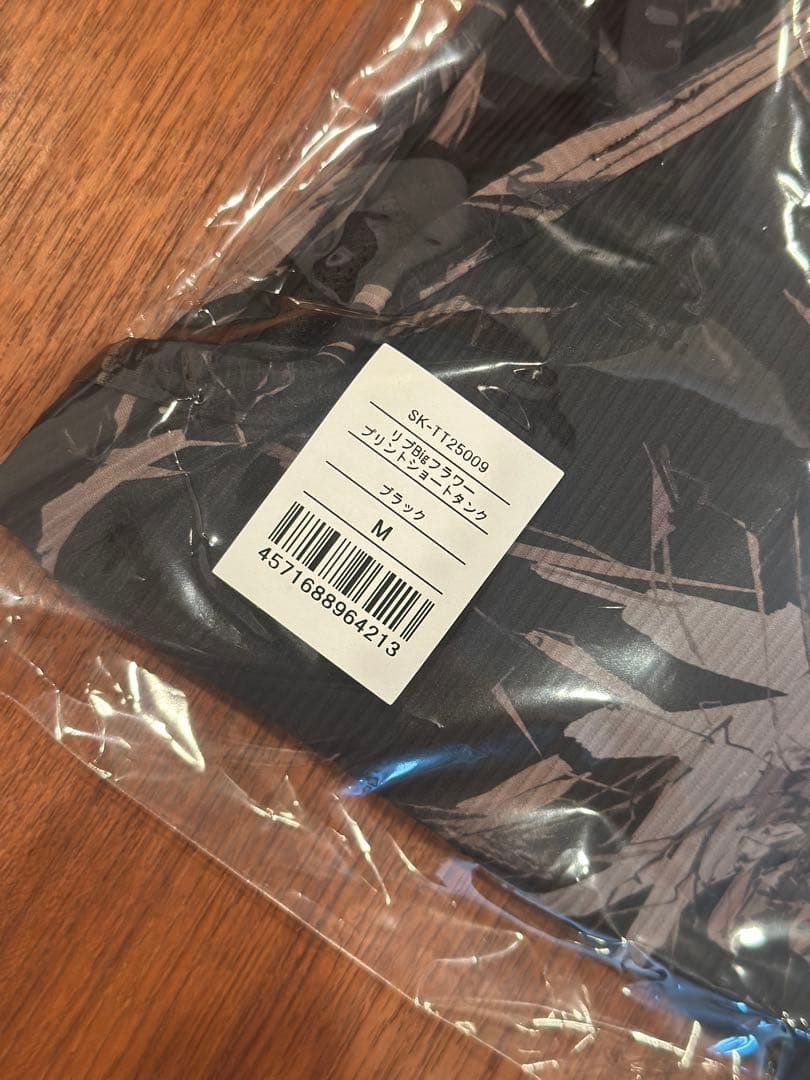 SK-TT25009
リブBigフラワー
プリントショートタンク
ブラック
M
4571688964213